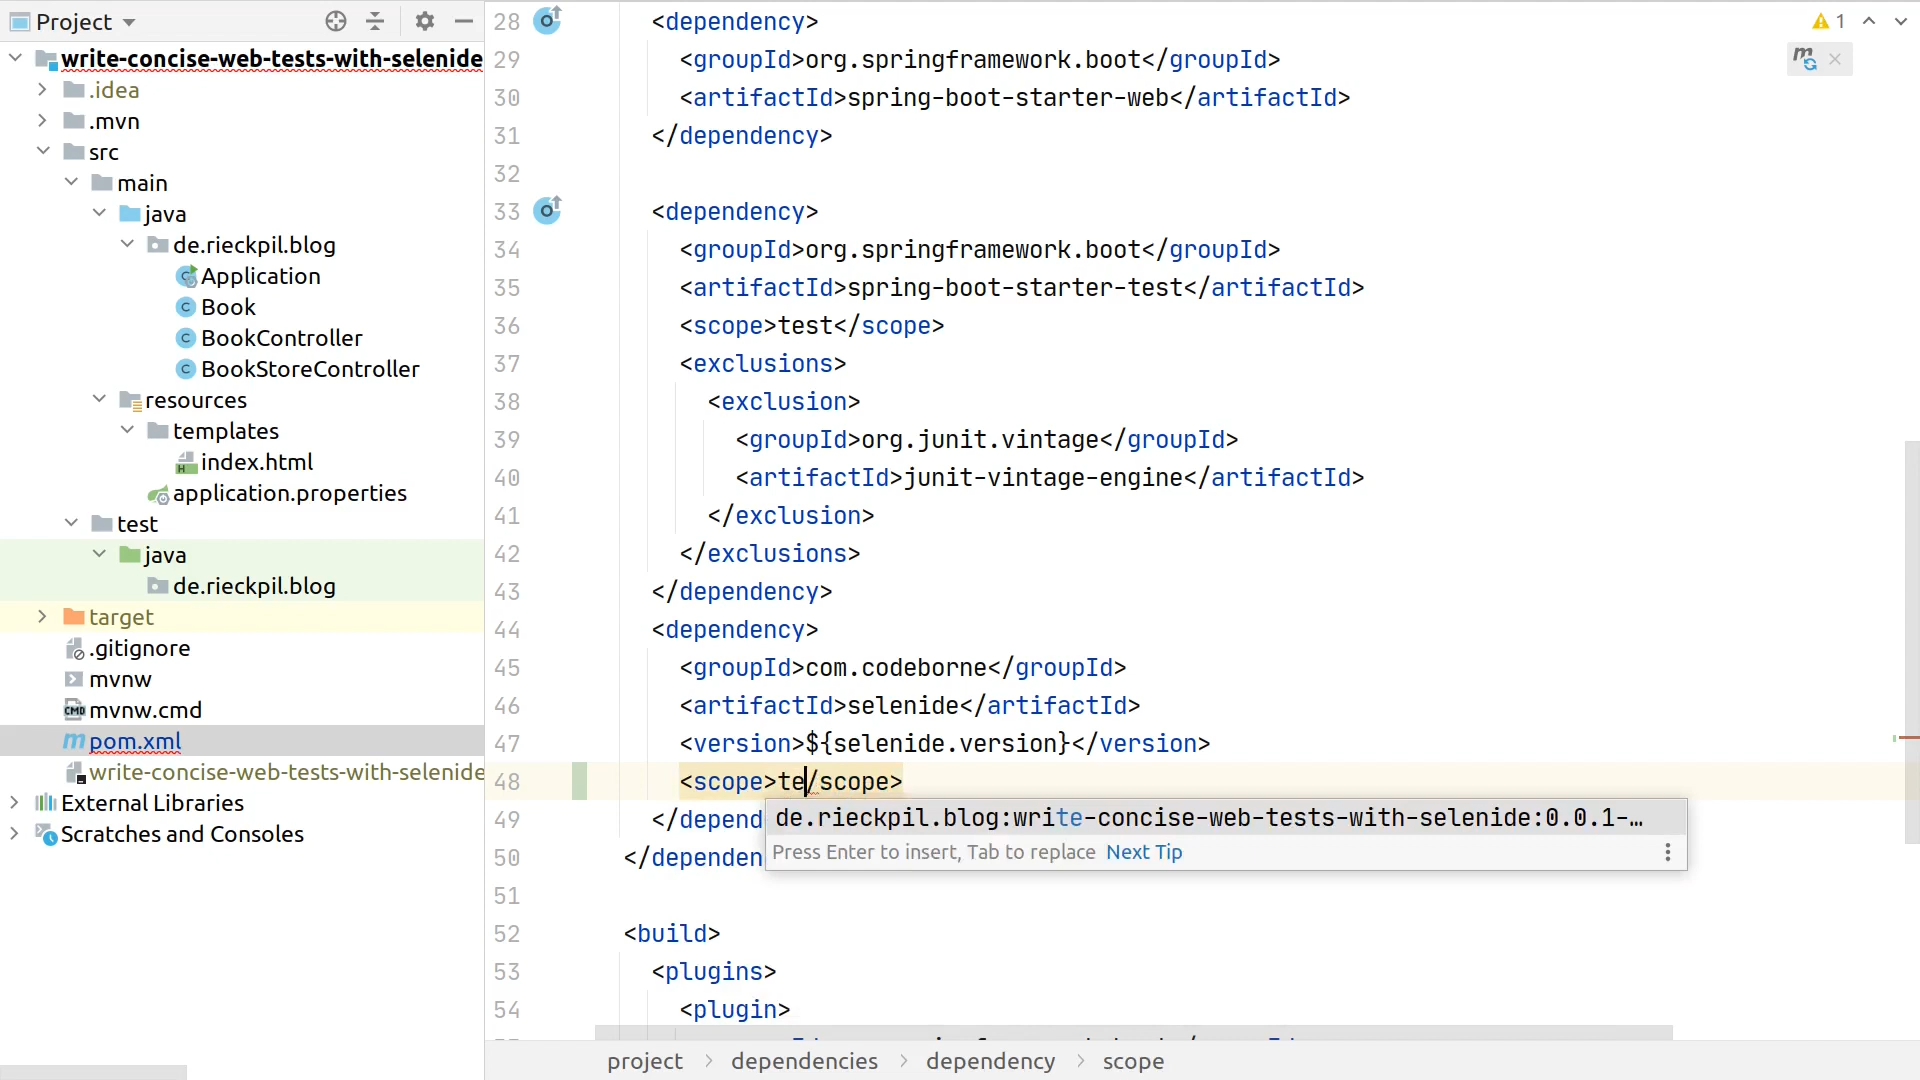 Project
write-concise-web-tests-with-selenide
.idea
.mvn
src
main
java
de.rieckpil.blog
Application
Book
BookController
BookStoreController
resources
templates
index.html
application.properties
test
java
de.rieckpil.blog
target
.gitignore
mvnw
mvnw.cmd
pom.xml
write-concise-web-tests-with-selenide
External Libraries
Scratches and Consoles
1
28 <dependency>
29 <groupId>org.springframework.boot</groupId>
30 <artifactId>spring-boot-starter-web</artifactId>
31 </dependency>
32
33 <dependency>
34 <groupId>org.springframework.boot</groupId>
35 <artifactId>spring-boot-starter-test</artifactId>
36 <scope>test</scope>
37 <exclusions>
38 <exclusion>
39 <groupId>org.junit.vintage</groupId>
40 <artifactId>junit-vintage-engine</artifactId>
41 </exclusion>
42 </exclusions>
43 </dependency>
44 <dependency>
45 <groupId>com.codeborne</groupId>
46 <artifactId>selenide</artifactId>
47 <version>${selenide.version}</version>
48 <scope>te/scope>
49 </depend
de.rieckpil.blog:write-concise-web-tests-with-selenide:0.0.1-…
Press Enter to insert, Tab to replace Next Tip
50 </dependen
51
52 <build>
53 <plugins>
54 <plugin>
project > dependencies > dependency > scope